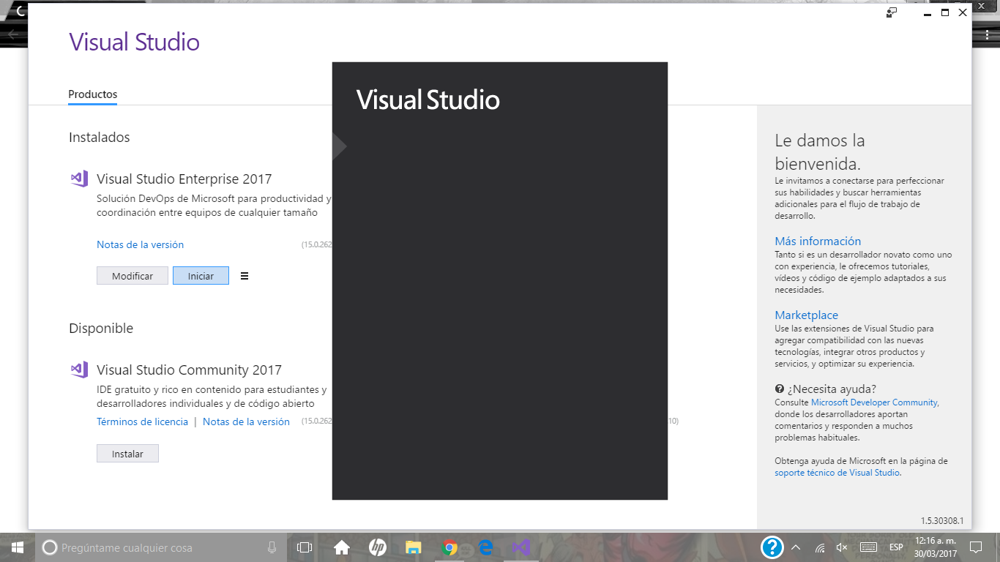 Visual Studio
Productos
Instalados
Visual Studio Enterprise 2017
Solución DevOps de Microsoft para productividad y
coordinación entre equipos de cualquier tamaño
Notas de la versión
(15.0.262
Modificar
Iniciar
Disponible
Visual Studio Community 2017
IDE gratuito y rico en contenido para estudiantes y
desarrolladores individuales y de código abierto
Términos de licencia | Notas de la versión
(15.0.262
Instalar
Visual Studio
10)
Le damos la
bienvenida.
Le invitamos a conectarse para perfeccionar
sus habilidades y buscar herramientas
adicionales para el flujo de trabajo de
desarrollo.
Más información
Tanto si es un desarrollador novato como uno
con experiencia, le ofrecemos tutoriales,
vídeos y código de ejemplo adaptados a sus
necesidades.
Marketplace
Use las extensiones de Visual Studio para
agregar compatibilidad con las nuevas
tecnologías, integrar otros productos y
servicios, y optimizar su experiencia.
¿Necesita ayuda?
Consulte Microsoft Developer Community,
donde los desarrolladores aportan
comentarios y responden a muchos
problemas habituales.
Obtenga ayuda de Microsoft en la página de
soporte técnico de Visual Studio.
1.5.30308.1
Pregúntame cualquier cosa
hp
ESP
12:16 a. m.
30/03/2017